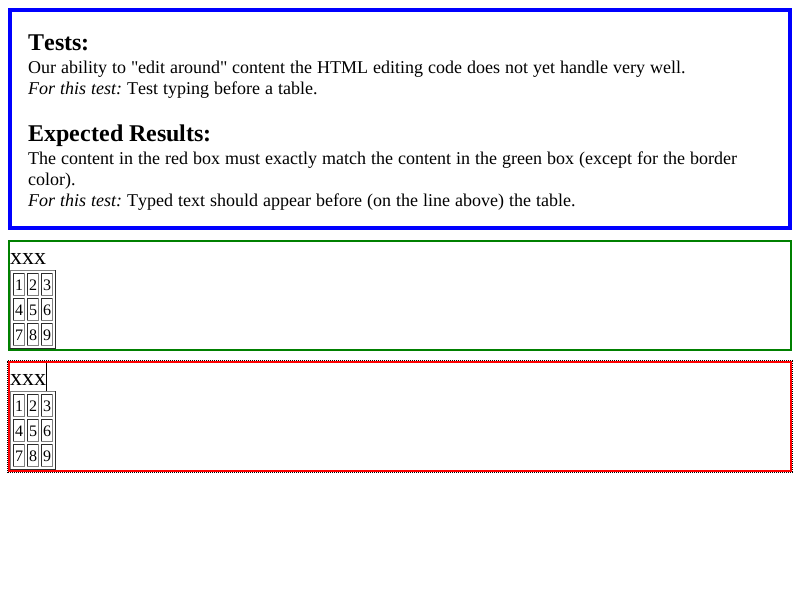 Tests:
Our ability to "edit around" content the HTML editing code does not yet handle very well.
For this test: Test typing before a table.
Expected Results:
The content in the red box must exactly match the content in the green box (except for the border
color).
For this test: Typed text should appear before (on the line above) the table.
xxx
1 2 3
4 5 6
7 8 9
xxx
1 2 3
4 5 6
7 8 9